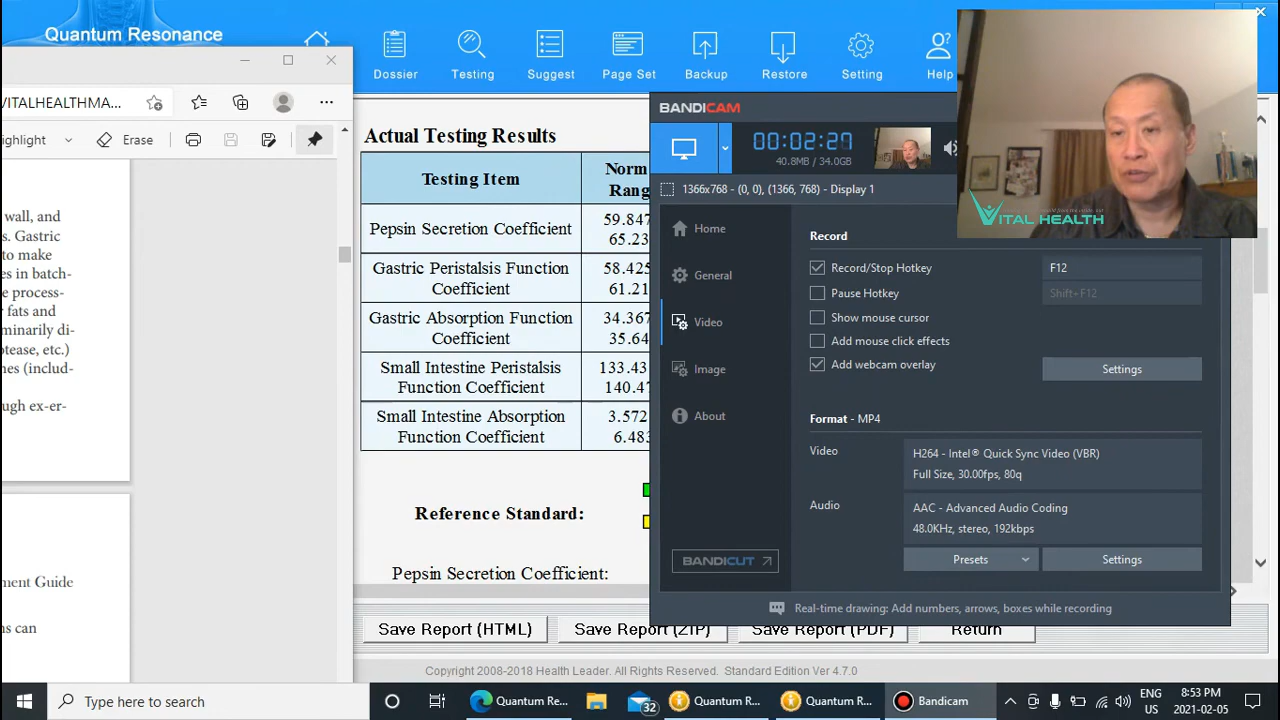 Quantum Resonance
Dossier
Testing
Suggest
Page Set
Backup
Restore
Setting
Help
VITALHEALTHMA...
highlight
Erase
wall, and
s. Gastric
to make
es in batch-
e process-
r fats and
minarily di-
otease, etc.)
nes (includ-
ugh ex-er-
ment Guide
ns can
Actual Testing Results
Testing Item
Norm
Rang
Pepsin Secretion Coefficient
59.847
65.23
Gastric Peristalsis Function
Coefficient
58.425
61.21
Gastric Absorption Function
Coefficient
34.367
35.64
Small Intestine Peristalsis
Function Coefficient
133.43
140.47
Small Intestine Absorption
Function Coefficient
3.572
6.483
Reference Standard:
Pepsin Secretion Coefficient:
BANDICAM
00:02:27
40.8MB / 34.0GB
1366x768 - (0, 0), (1366, 768) - Display 1
Home
General
Video
Image
About
BANDICUT
Record
Record/Stop Hotkey
F12
Pause Hotkey
Shift+F12
Show mouse cursor
Add mouse click effects
Add webcam overlay
Settings
Format - MP4
Video
H264 - Intel® Quick Sync Video (VBR)
Full Size, 30.00fps, 80q
Audio
AAC - Advanced Audio Coding
48.0KHz, stereo, 192kbps
Presets
Settings
Real-time drawing: Add numbers, arrows, boxes while recording
VITAL HEALTH
Save Report (HTML)
Save Report (ZIP)
Save Report (PDF)
Return
Copyright 2008-2018 Health Leader. All Rights Reserved. Standard Edition Ver 4.7.0
Type here to search
Quantum Re...
32
Quantum R...
Quantum R...
Bandicam
ENG
US
8:53 PM
2021-02-05